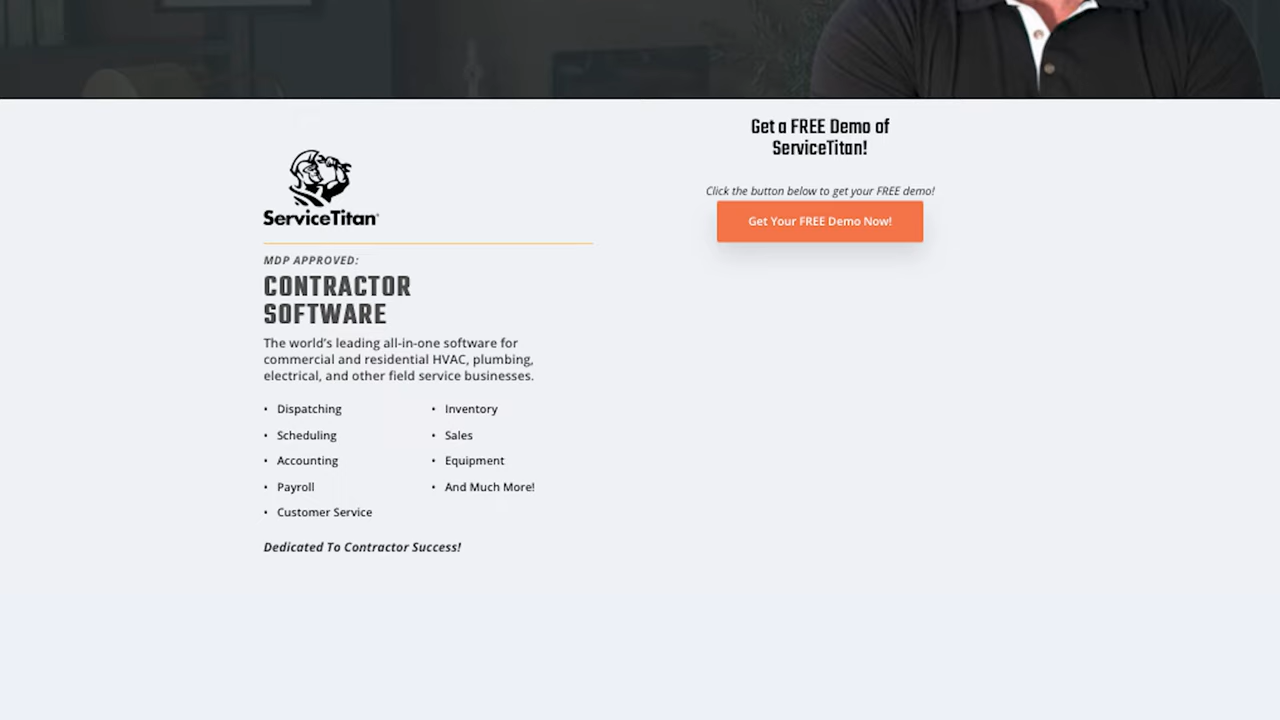 ServiceTitan
MDP APPROVED:
CONTRACTOR
SOFTWARE
The world's leading all-in-one software for
commercial and residential HVAC, plumbing,
electrical, and other field service businesses.
• Dispatching
• Scheduling
• Accounting
• Payroll
• Customer Service
• Inventory
• Sales
• Equipment
• And Much More!
Dedicated To Contractor Success!
Get a FREE Demo of
ServiceTitan!
Click the button below to get your FREE demo!
Get Your FREE Demo Now!